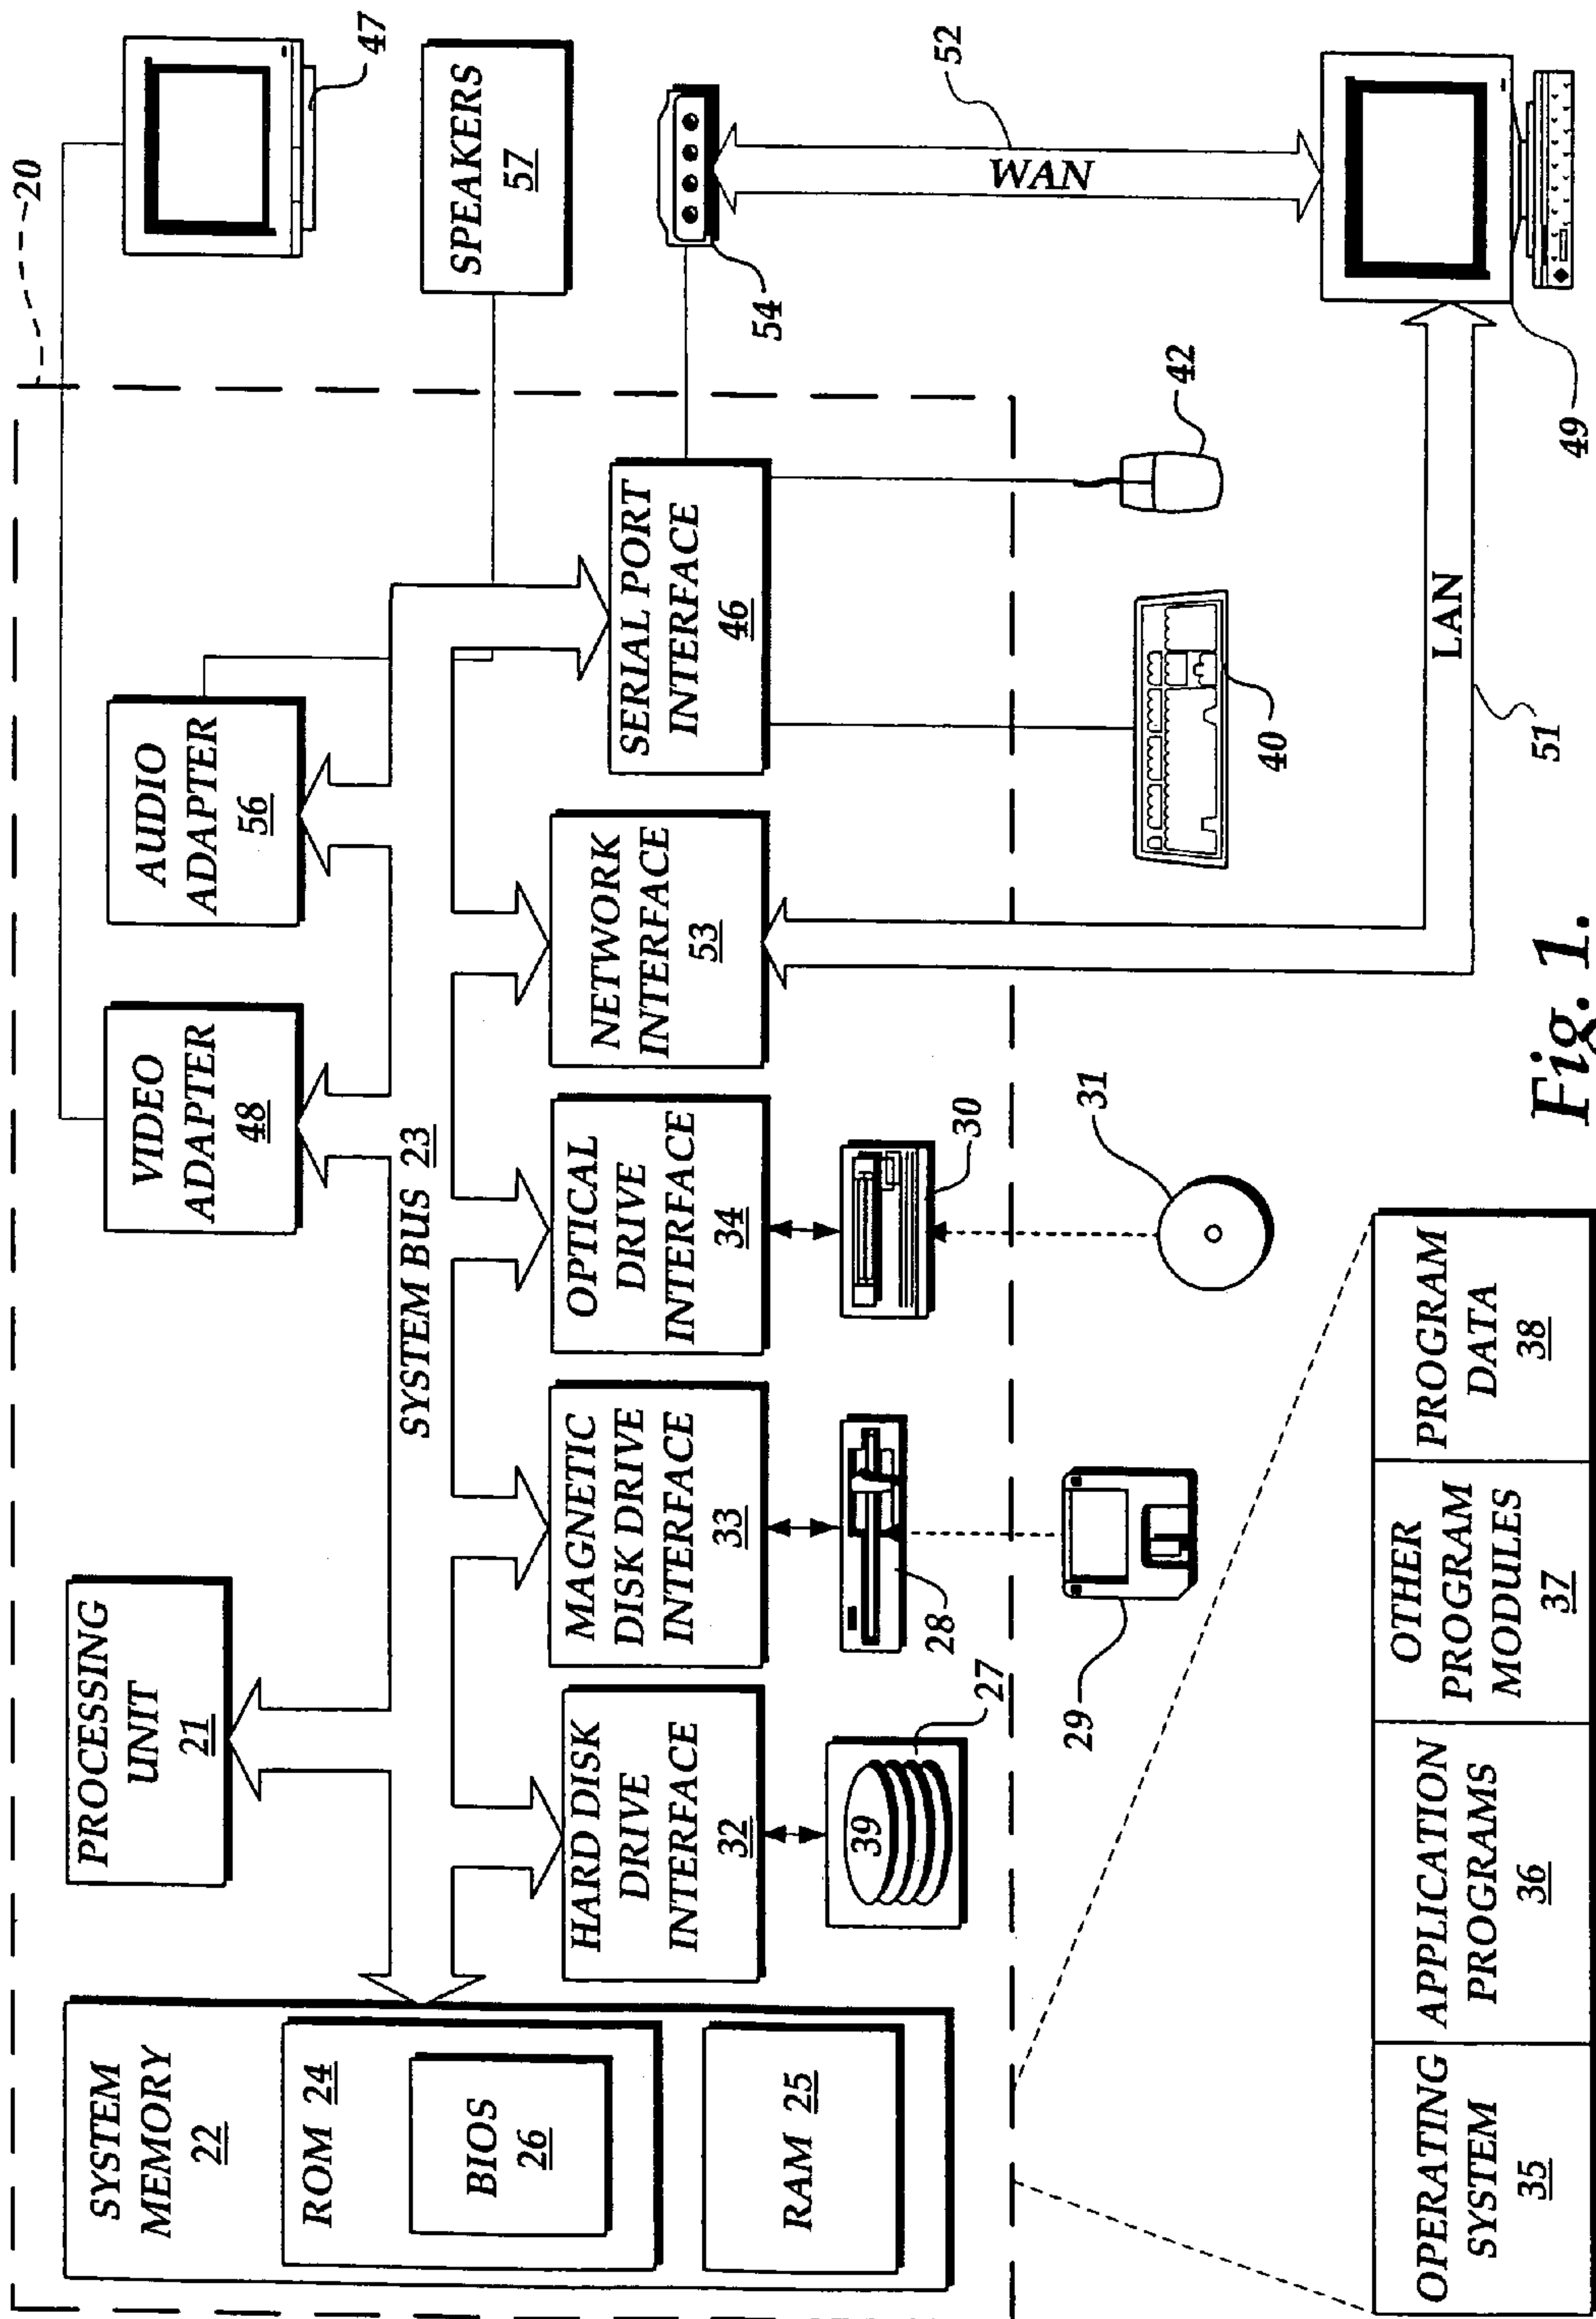 20
SYSTEM
MEMORY
22
ROM 24
BIOS
26
RAM 25
PROCESSING
UNIT
21
VIDEO
ADAPTER
48
AUDIO
ADAPTER
56
47
SPEAKERS
57
SYSTEM BUS 23
HARD DISK
DRIVE
INTERFACE
32
MAGNETIC
DISK DRIVE
INTERFACE
33
OPTICAL
DRIVE
INTERFACE
34
NETWORK
INTERFACE
53
SERIAL PORT
INTERFACE
46
54
39
27
28
30
52
WAN
29
31
40
42
OPERATING
SYSTEM
35
APPLICATION
PROGRAMS
36
OTHER
PROGRAM
MODULES
37
PROGRAM
DATA
38
LAN
51
49
Fig. 1.